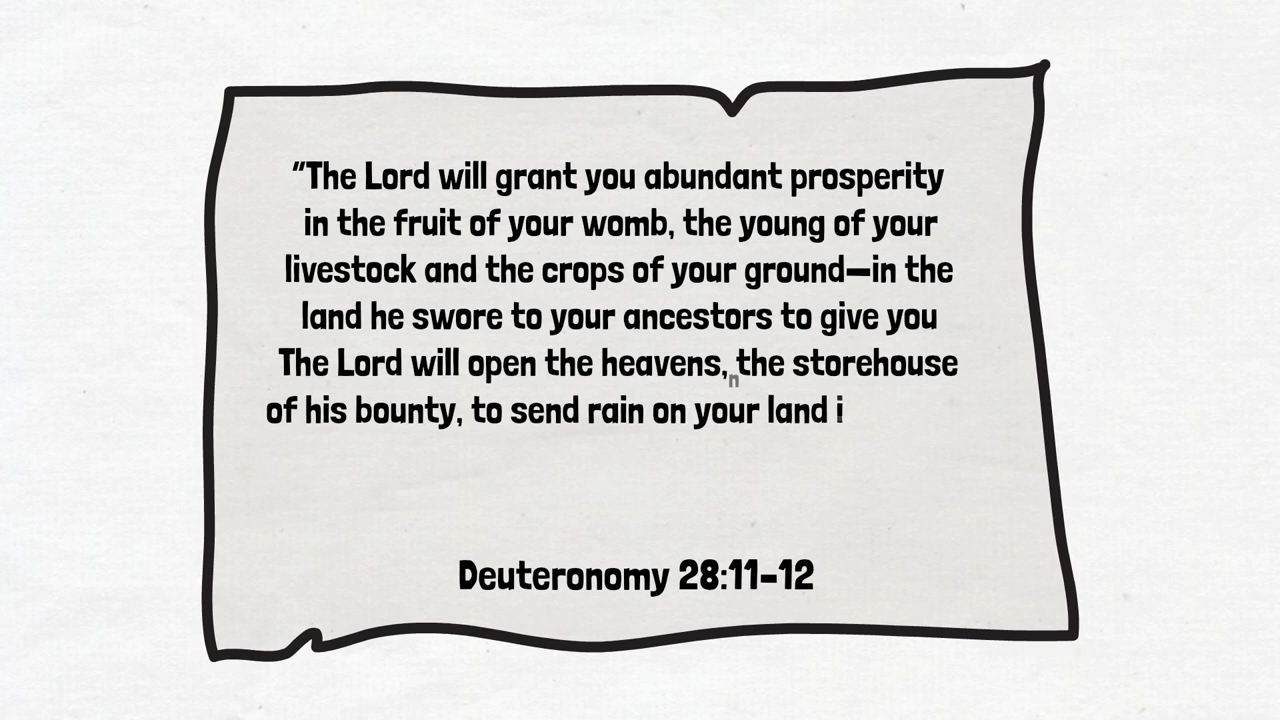 “The Lord will grant you abundant prosperity
in the fruit of your womb, the young of your
livestock and the crops of your ground—in the
land he swore to your ancestors to give you
The Lord will open the heavens, the storehouse
n
of his bounty, to send rain on your land i
Deuteronomy 28:11–12